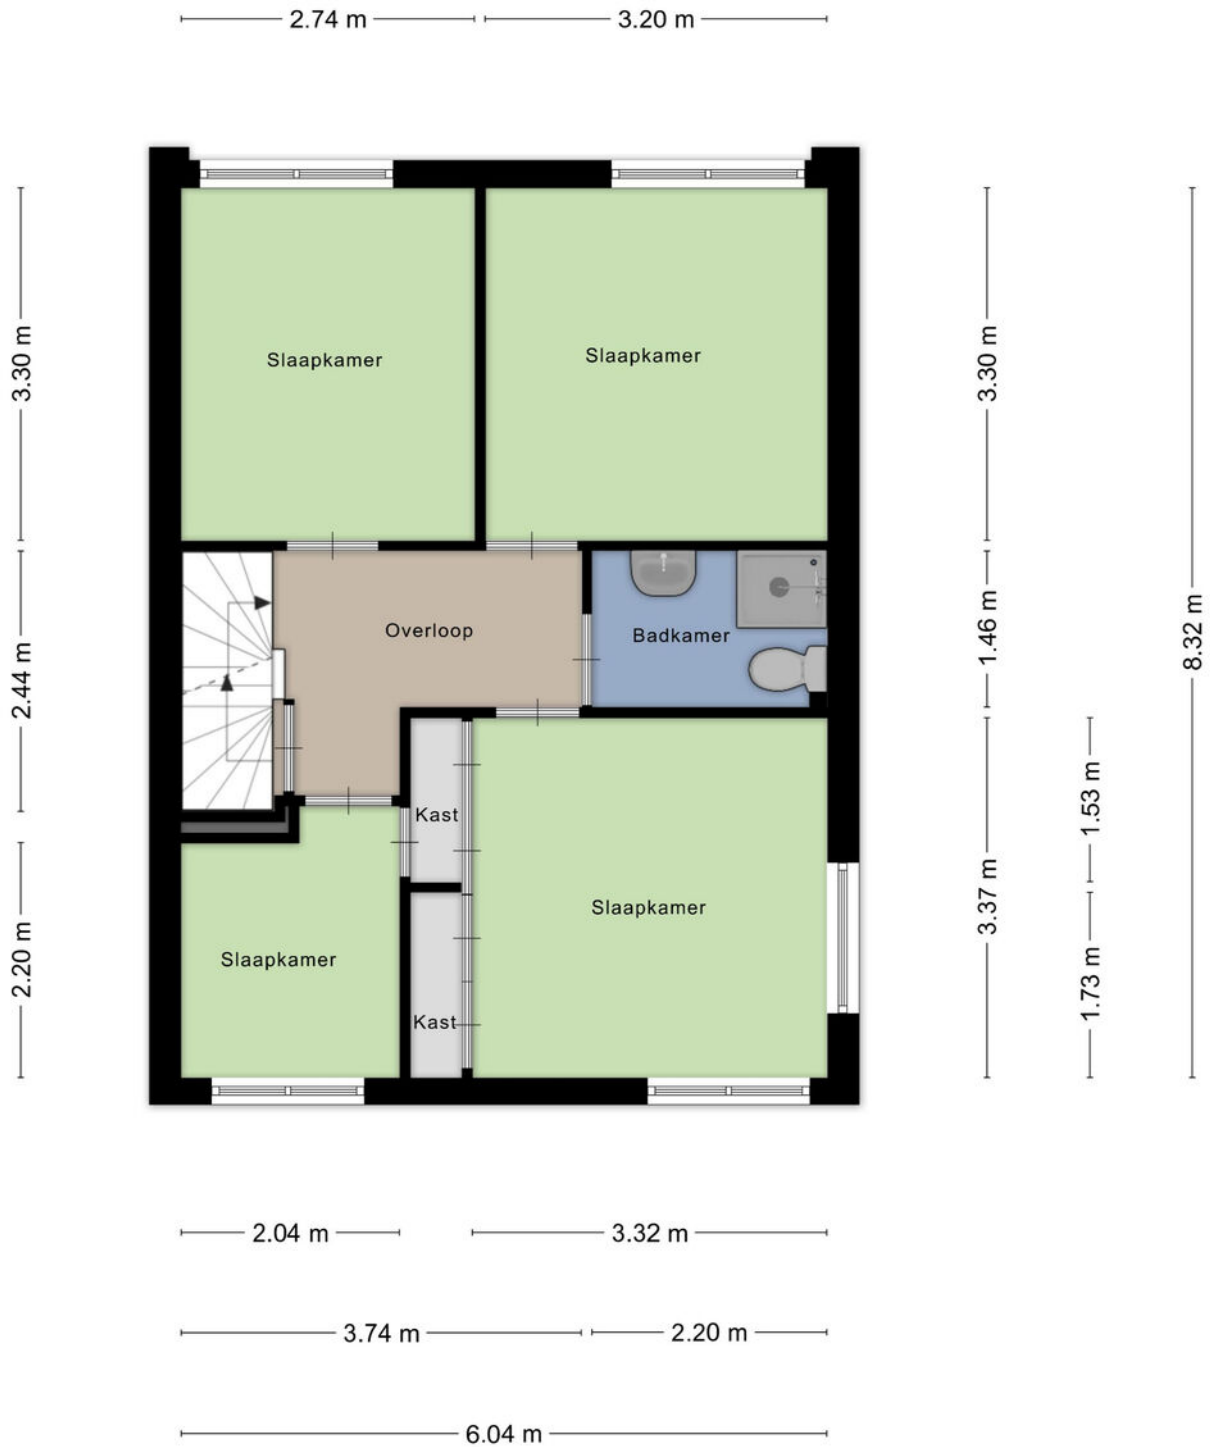 2.74 m
3.20 m
3.30 m
3.30 m
Slaapkamer
Slaapkamer
2.44 m
Overloop
Badkamer
1.46 m
8.32 m
Kast
1.53 m
Slaapkamer
3.37 m
Slaapkamer
2.20 m
1.73 m
Kast
2.04 m
3.32 m
3.74 m
2.20 m
6.04 m